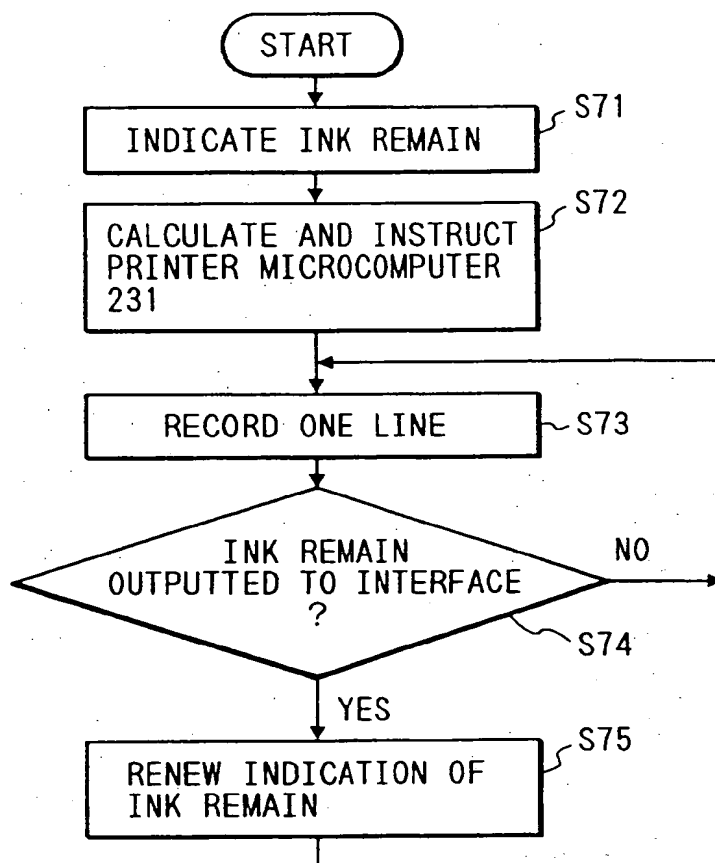 START
S71
INDICATE INK REMAIN
S72
CALCULATE AND INSTRUCT
PRINTER MICROCOMPUTER
231
RECORD ONE LINE
S73
INK REMAIN
OUTPUTTED TO INTERFACE
?
NO
S74
YES
S75
RENEW INDICATION OF
INK REMAIN